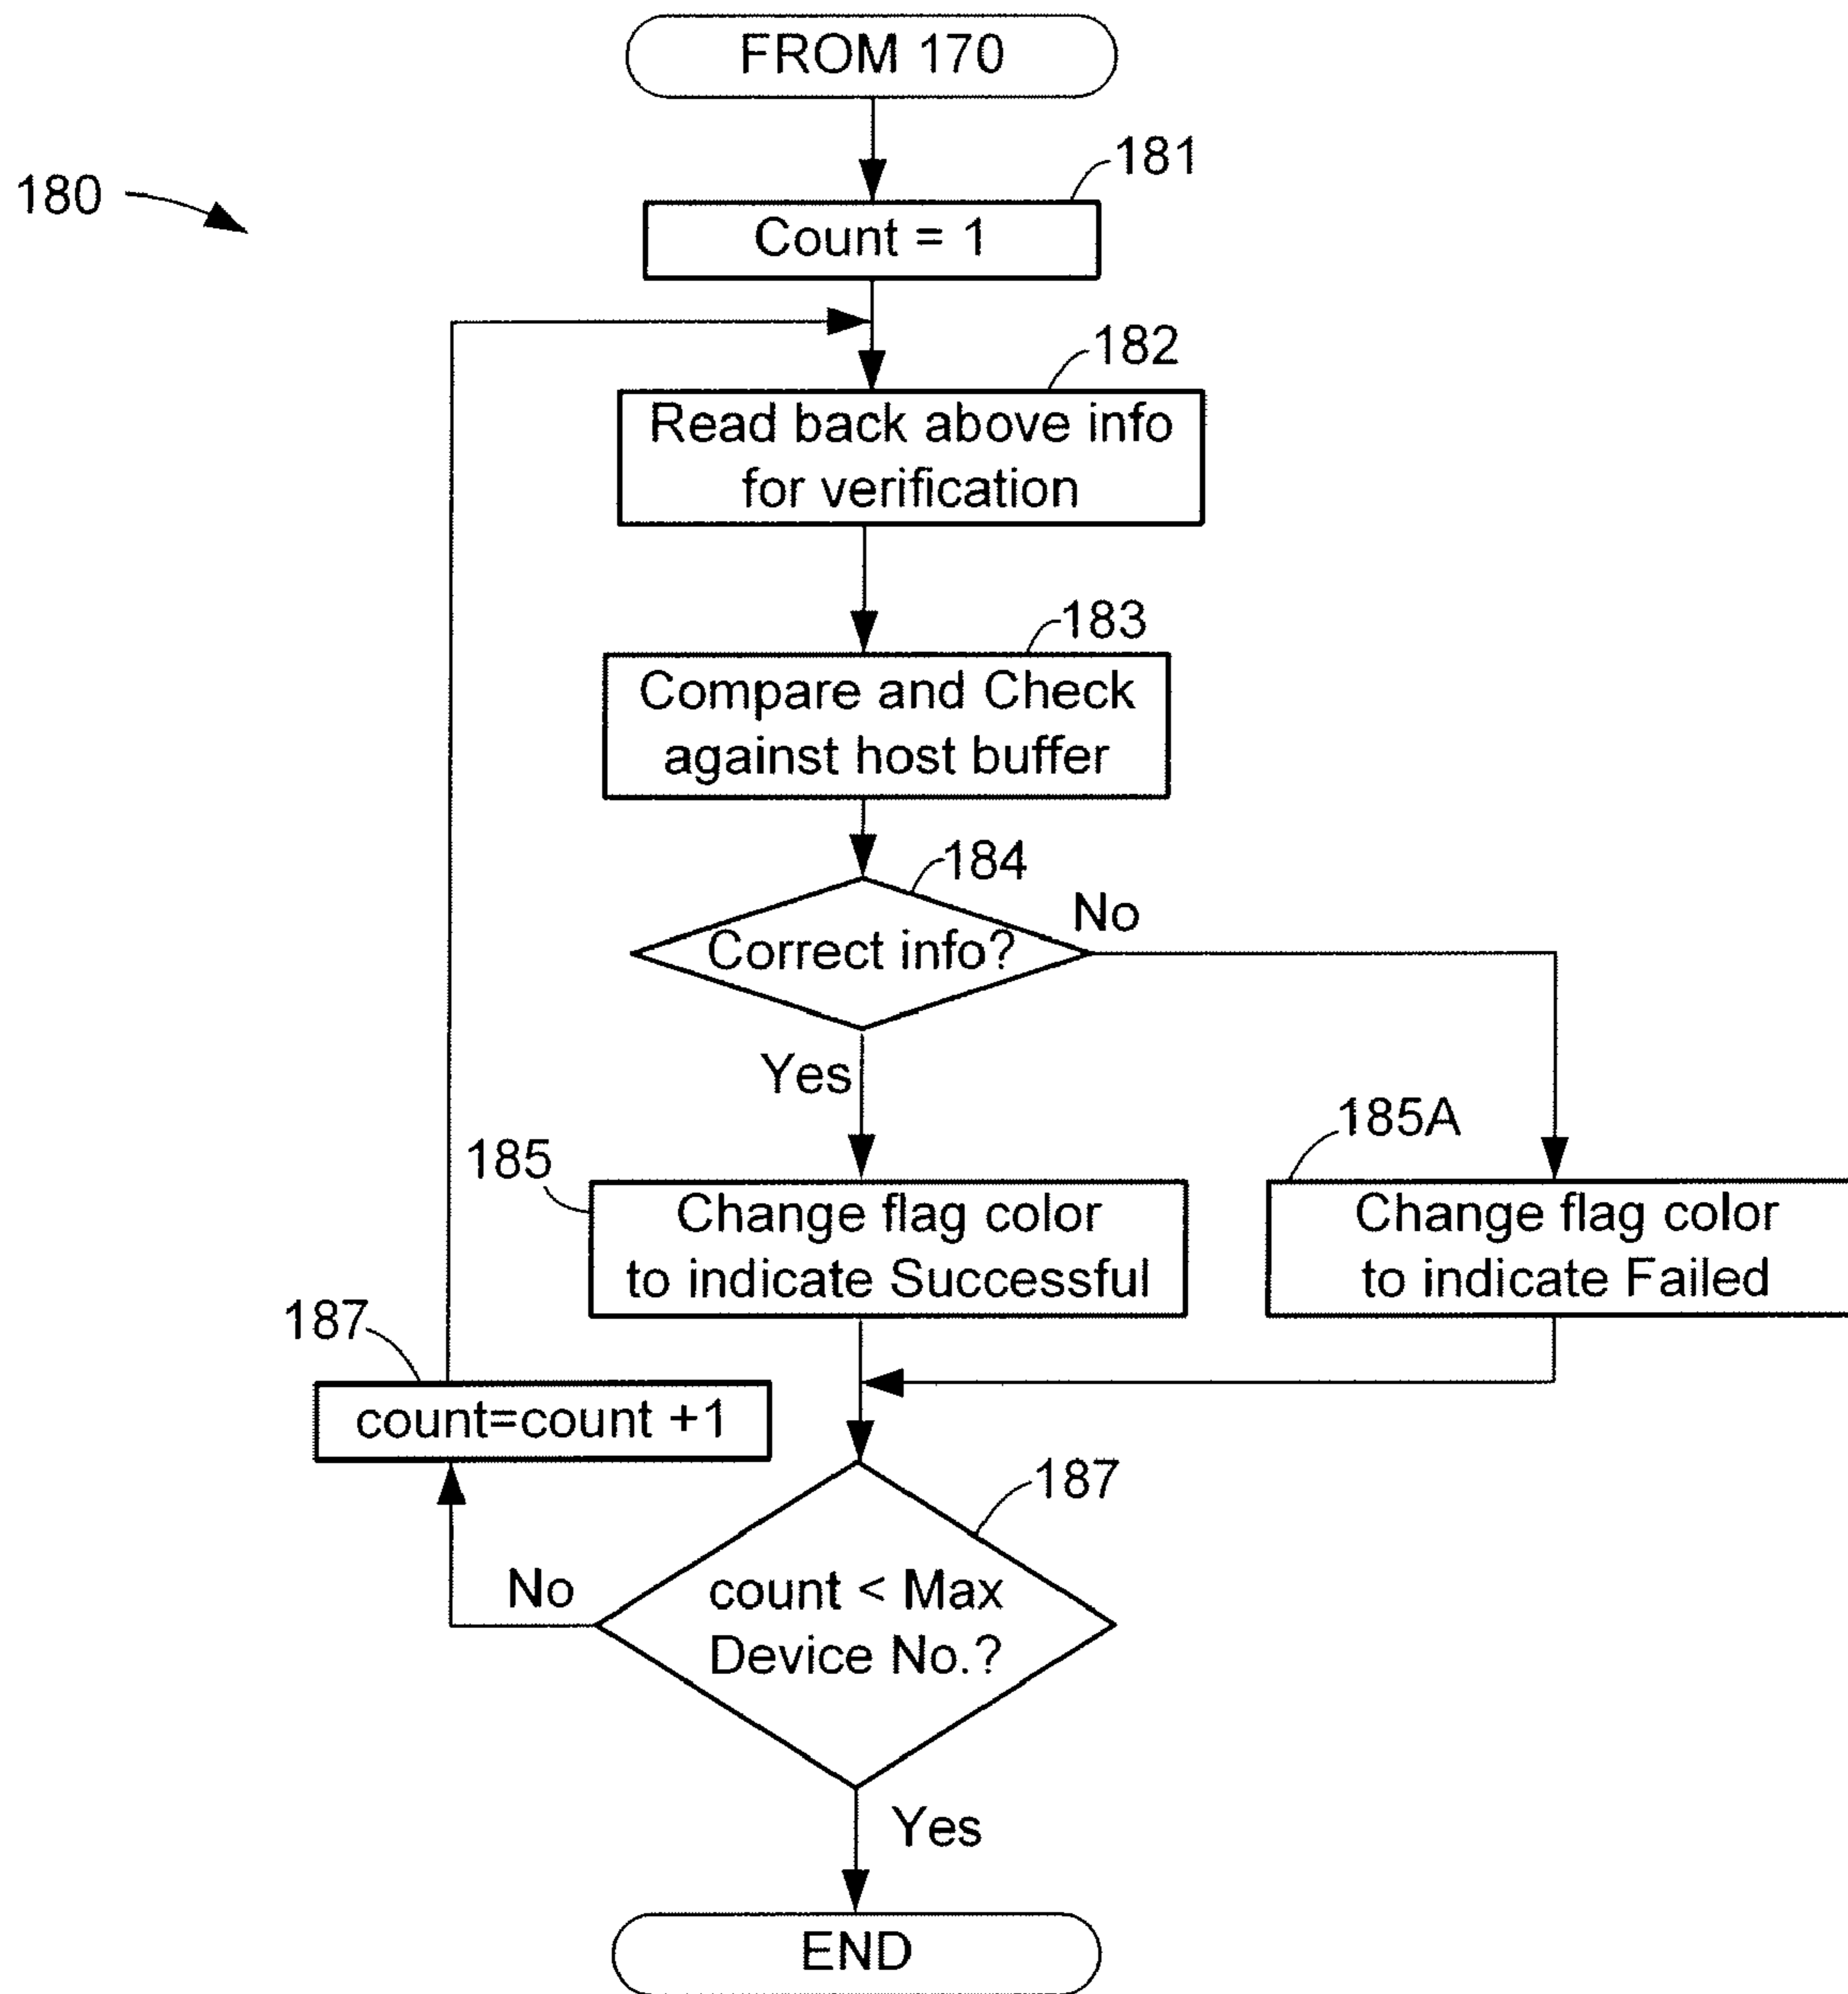 FROM 170
180
181
Count = 1
182
Read back above info
for verification
183
Compare and Check
against host buffer
184
Correct info?
No
Yes
185
Change flag color
to indicate Successful
185A
Change flag color
to indicate Failed
187
count=count +1
187
count < Max
Device No.?
No
Yes
END